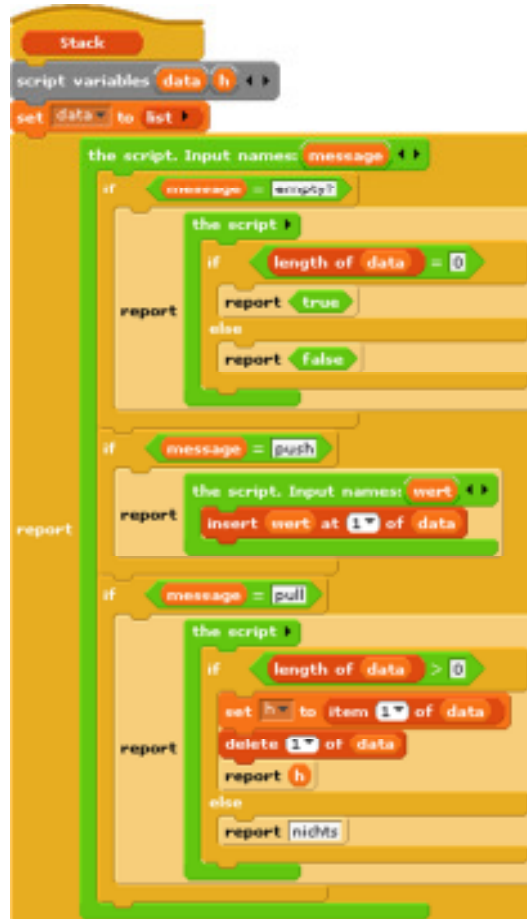 Stack
script variables data h
set data to list
the script. Input names: message
if message = empty?
the script
if length of data = 0
report true
report
else
report false
if message = push
the script. Input names: wert
report
insert wert at 1 of data
report
if message = pull
the script
if length of data > 0
set h to item 1 of data
delete 1 of data
report
report h
else
report nichts